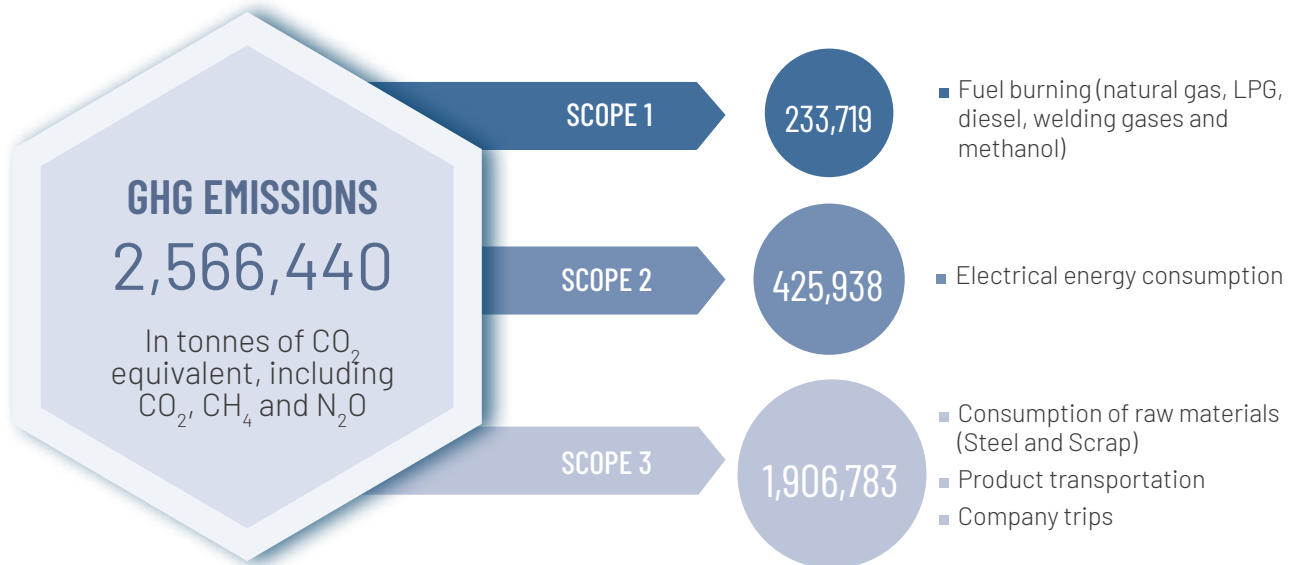 GHG EMISSIONS
2,566,440
In tonnes of CO₂
equivalent, including
CO₂, CH₄ and N₂O
SCOPE 1
233,719
Fuel burning (natural gas, LPG,
diesel, welding gases and
methanol)
SCOPE 2
425,938
Electrical energy consumption
SCOPE 3
1,906,783
Consumption of raw materials
(Steel and Scrap)
Product transportation
Company trips